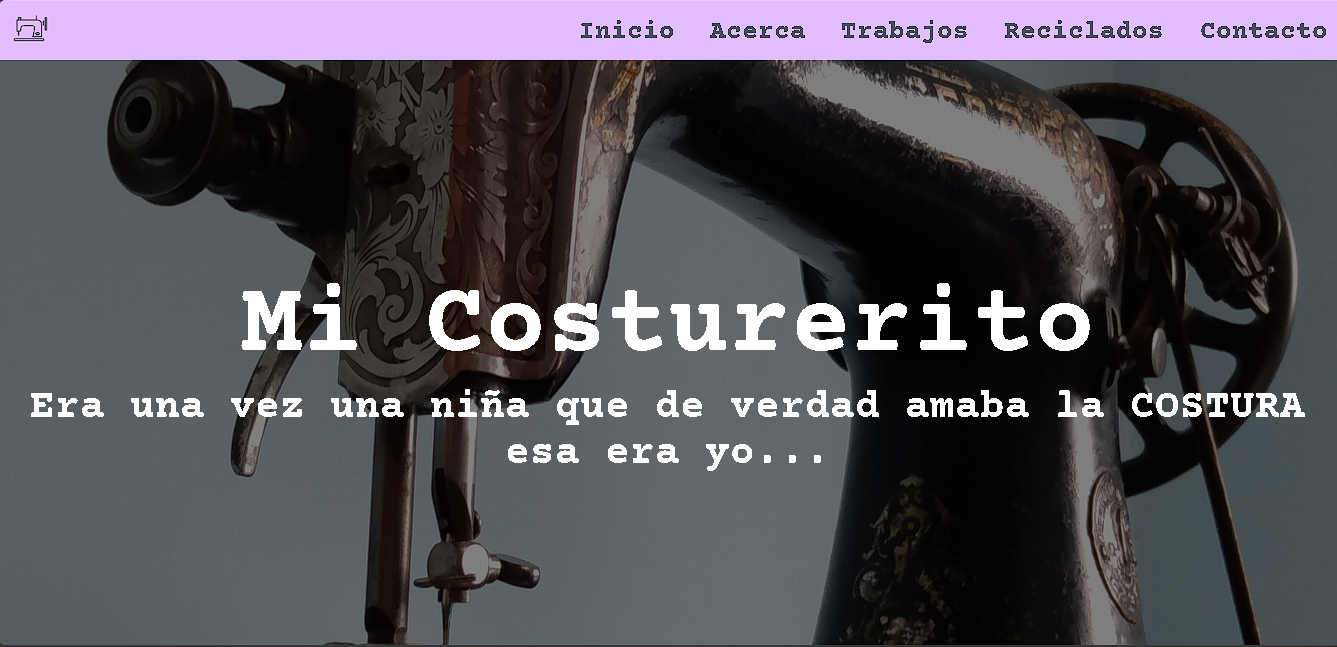 Inicio Acerca Trabajos Reciclados Contacto
Mi Costurerito
Era una vez una niña que de verdad amaba la COSTURA
esa era yo...